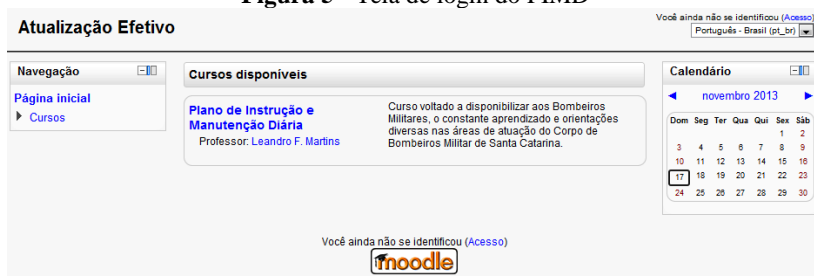 Você ainda não se identificou (Acesso)
Atualização Efetivo
Português - Brasil (pt_br)
Navegação
Página inicial
Cursos
Cursos disponíveis
Plano de Instrução e
Manutenção Diária
Professor: Leandro F. Martins
Curso voltado a disponibilizar aos Bombeiros
Militares, o constante aprendizado e orientações
diversas nas áreas de atuação do Corpo de
Bombeiros Militar de Santa Catarina.
Calendário
◄ novembro 2013 ►
Dom Seg Ter Qua Qui Sex Sáb
1 2
3 4 5 6 7 8 9
10 11 12 13 14 15 16
17 18 19 20 21 22 23
24 25 26 27 28 29 30
Você ainda não se identificou (Acesso)
moodle